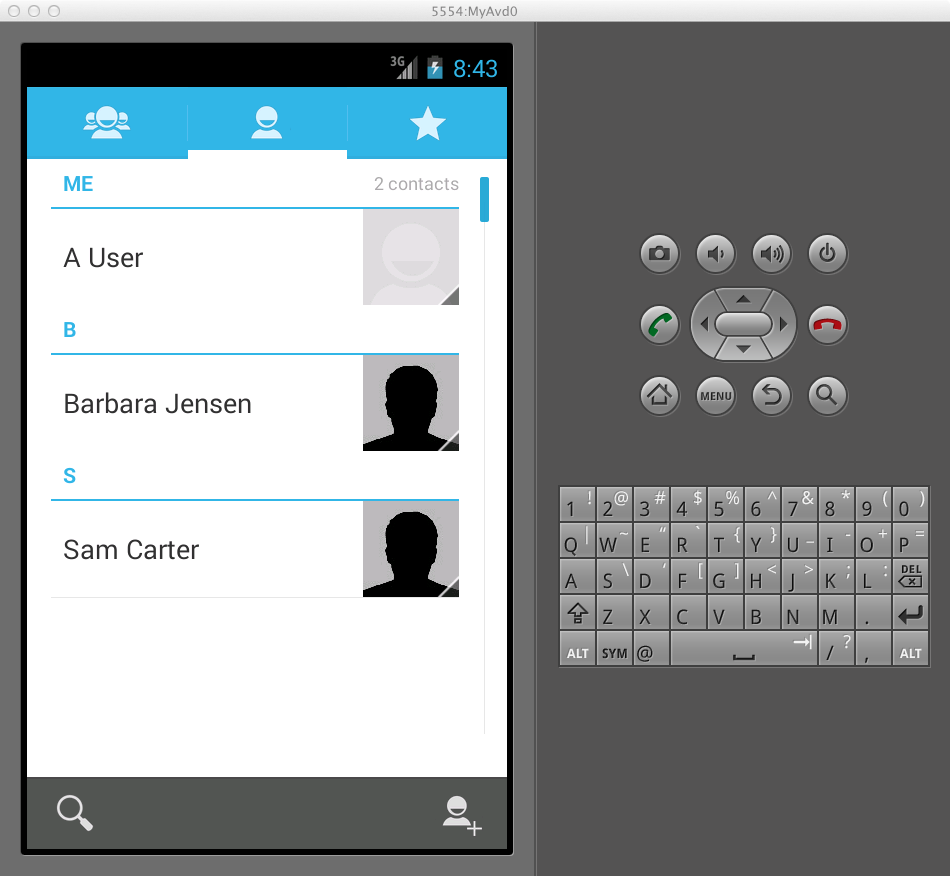 5554:MyAvd0
3G 8:43
ME 2 contacts
A User
B
Barbara Jensen
S
Sam Carter
MENU
1 ! 2 @ 3 # 4 $ 5 % 6 ^ 7 & 8 * 9 ( 0 )
Q | W ~ E “ R ` T { Y } U _ I - O + P =
A S \ D ‘ F [ G ] H < J > K ; L : DEL
Z X C V B N M .
ALT SYM @ / ? , ALT